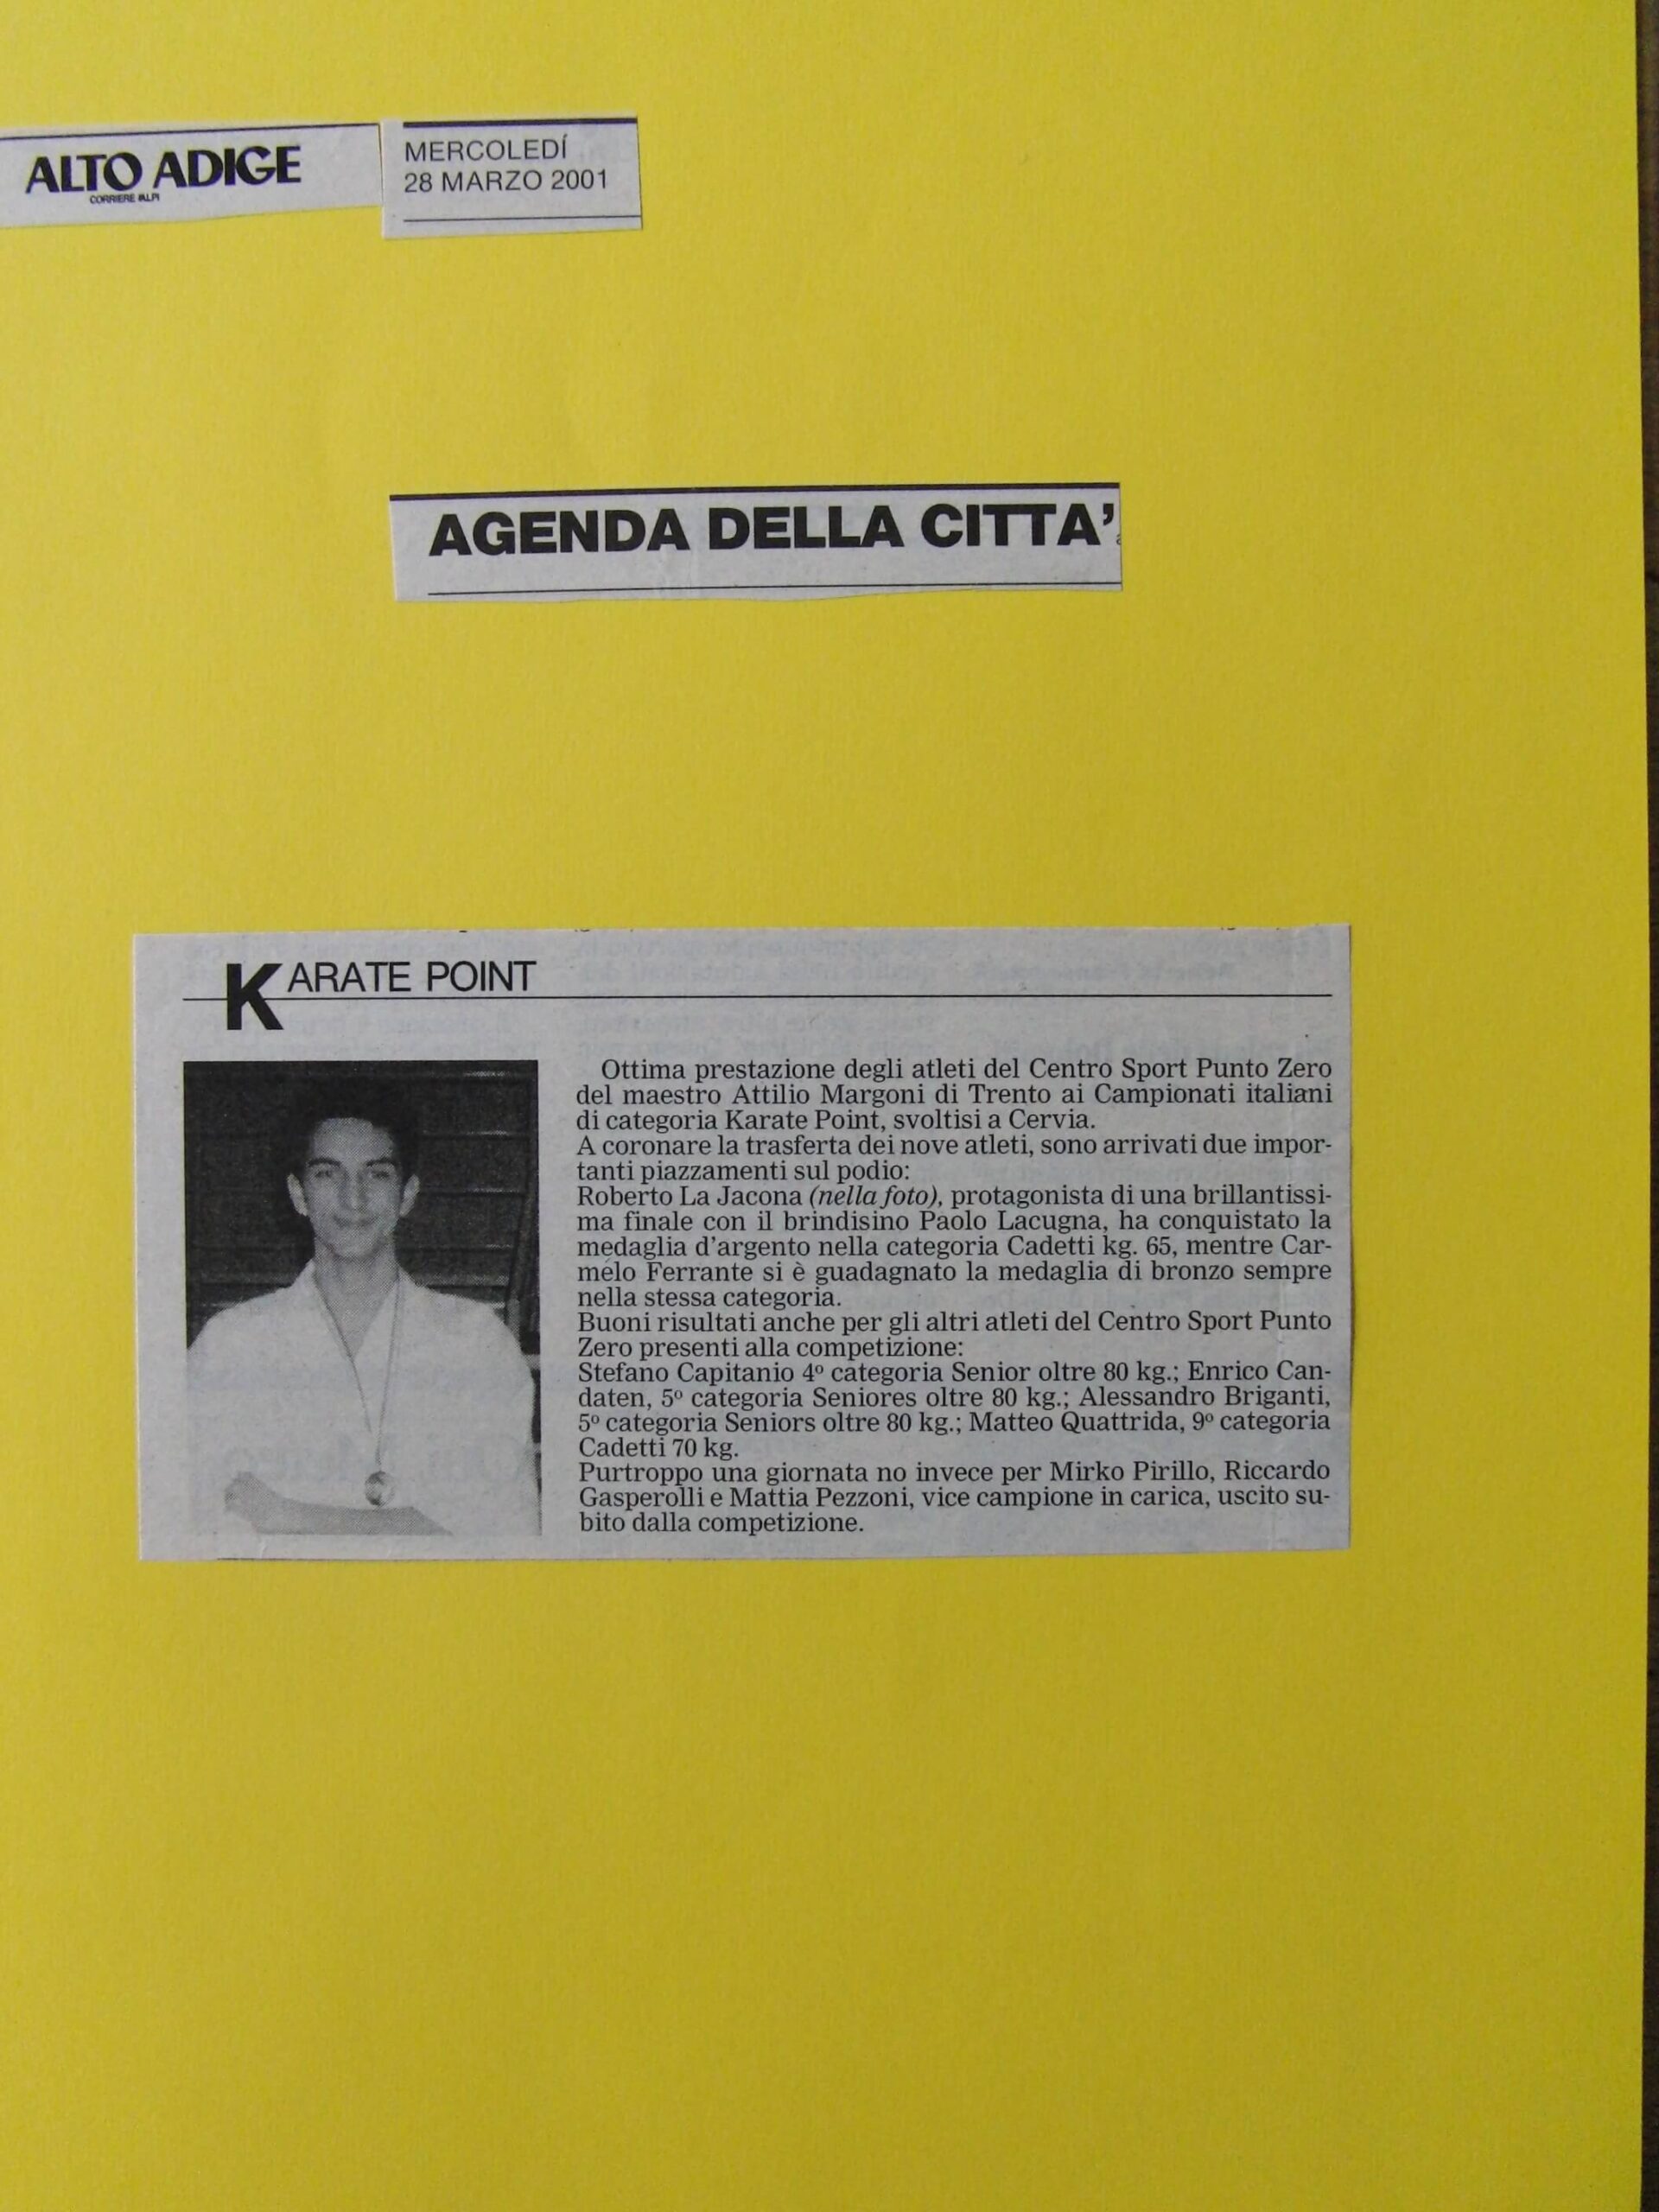 ALTO ADIGE
CORRIERE
MERCOLEDÍ
28 MARZO 2001
AGENDA DELLA CITTA'
KARATE POINT
Ottima prestazione degli atleti del Centro Sport Punto Zero
del maestro Attilio Margoni di Trento ai Campionati italiani
di categoria Karate Point, svoltisi a Cervia.
A coronare la trasferta dei nove atleti, sono arrivati due impor-
tanti piazzamenti sul podio:
Roberto La Jacona (nella foto), protagonista di una brillantissi-
ma finale con il brindisino Paolo Lacugna, ha conquistato la
medaglia d'argento nella categoria Cadetti kg. 65, mentre Car-
melo Ferrante si è guadagnato la medaglia di bronzo sempre
nella stessa categoria.
Buoni risultati anche per gli altri atleti del Centro Sport Punto
Zero presenti alla competizione:
Stefano Capitanio 4º categoria Senior oltre 80 kg.; Enrico Can-
daten, 5º categoria Seniores oltre 80 kg.; Alessandro Briganti,
5º categoria Seniors oltre 80 kg.; Matteo Quattrida, 9º categoria
Cadetti 70 kg.
Purtroppo una giornata no invece per Mirko Pirillo, Riccardo
Gasperolli e Mattia Pezzoni, vice campione in carica, uscito su-
bito dalla competizione.